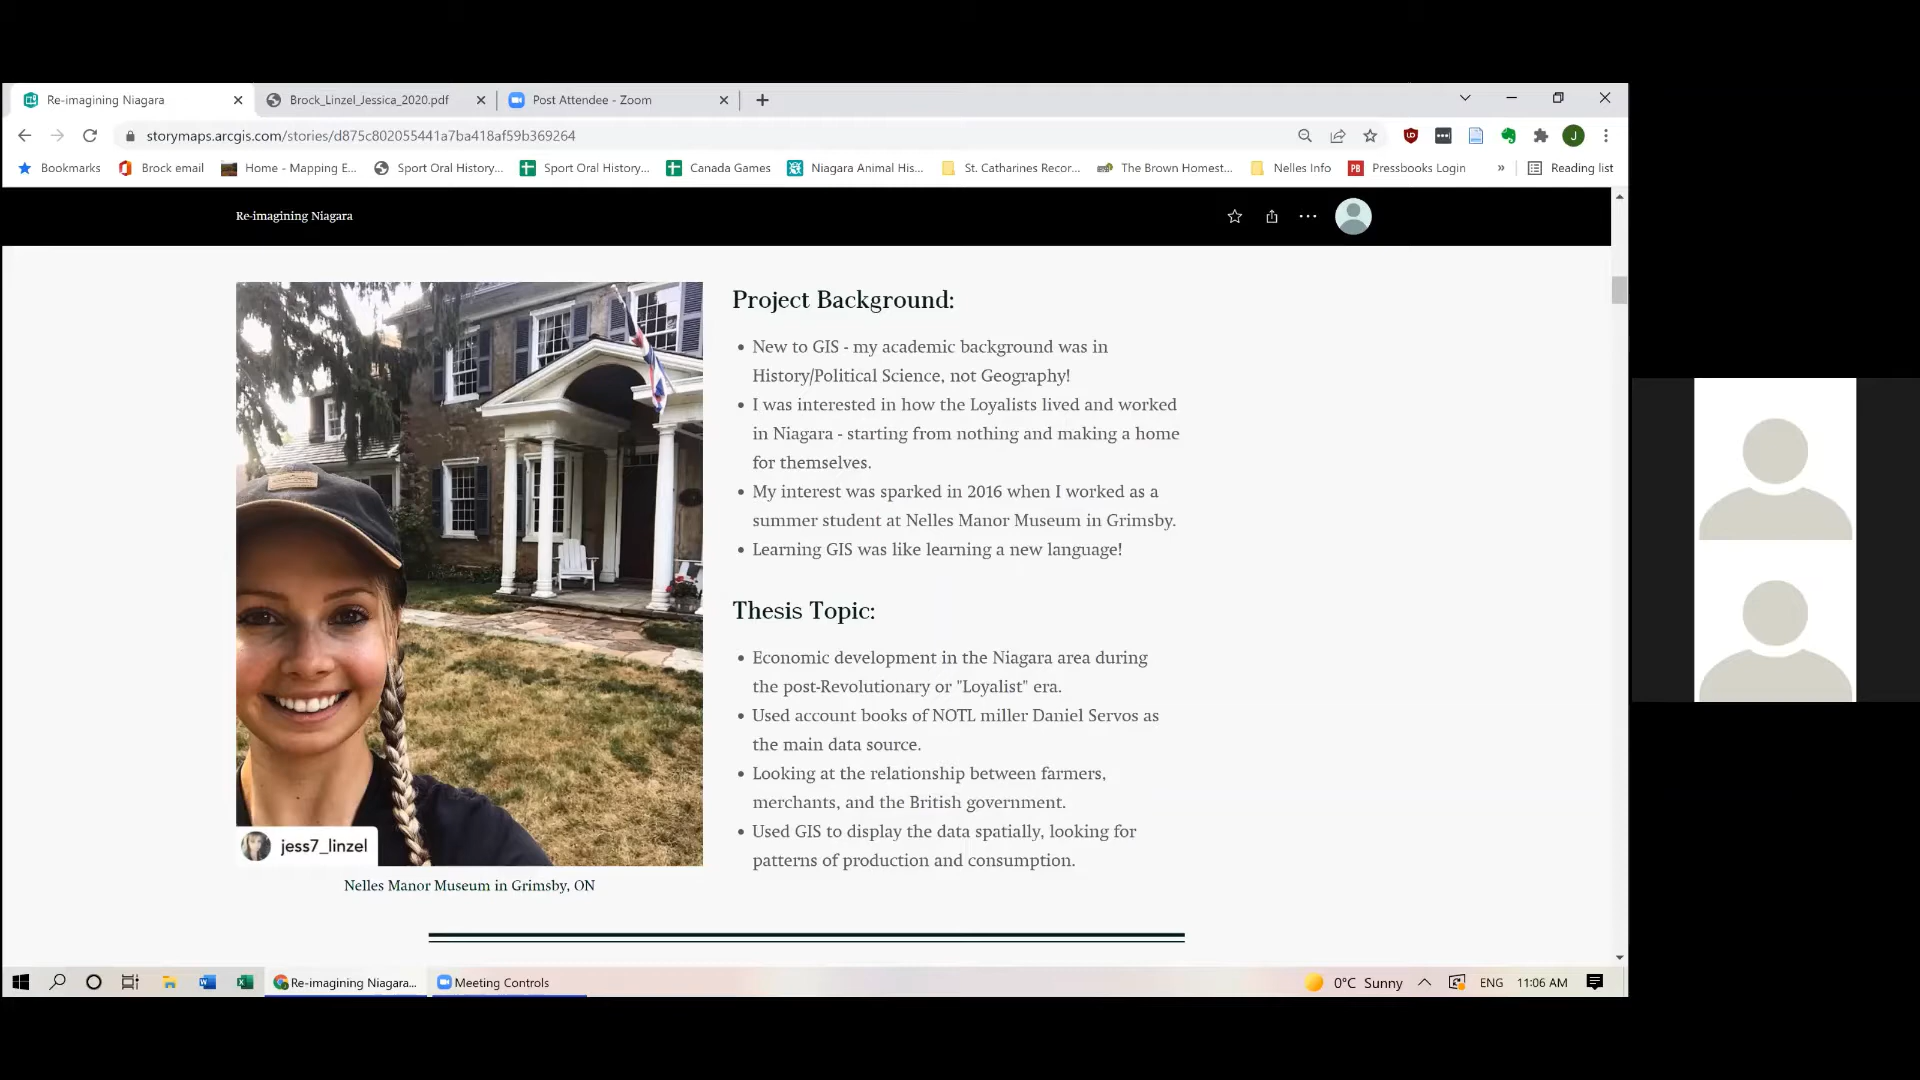 Re-imagining Niagara
Brock_Linzel_Jessica_2020.pdf
Post Attendee - Zoom
storymaps.arcgis.com/stories/d875c802055441a7ba418af59b369264
J
Bookmarks
Brock email
Home - Mapping E...
Sport Oral History...
Sport Oral History...
Canada Games
Niagara Animal His...
St. Catharines Recor...
The Brown Homest...
Nelles Info
PB Pressbooks Login
»
Reading list
Re-imagining Niagara
Project Background:
• New to GIS - my academic background was in
History/Political Science, not Geography!
• I was interested in how the Loyalists lived and worked
in Niagara - starting from nothing and making a home
for themselves.
• My interest was sparked in 2016 when I worked as a
summer student at Nelles Manor Museum in Grimsby.
• Learning GIS was like learning a new language!
Thesis Topic:
• Economic development in the Niagara area during
the post-Revolutionary or "Loyalist" era.
• Used account books of NOTL miller Daniel Servos as
the main data source.
• Looking at the relationship between farmers,
merchants, and the British government.
• Used GIS to display the data spatially, looking for
patterns of production and consumption.
jess7_linzel
Nelles Manor Museum in Grimsby, ON
Re-imagining Niagara...
Meeting Controls
0°C Sunny
ENG
11:06 AM